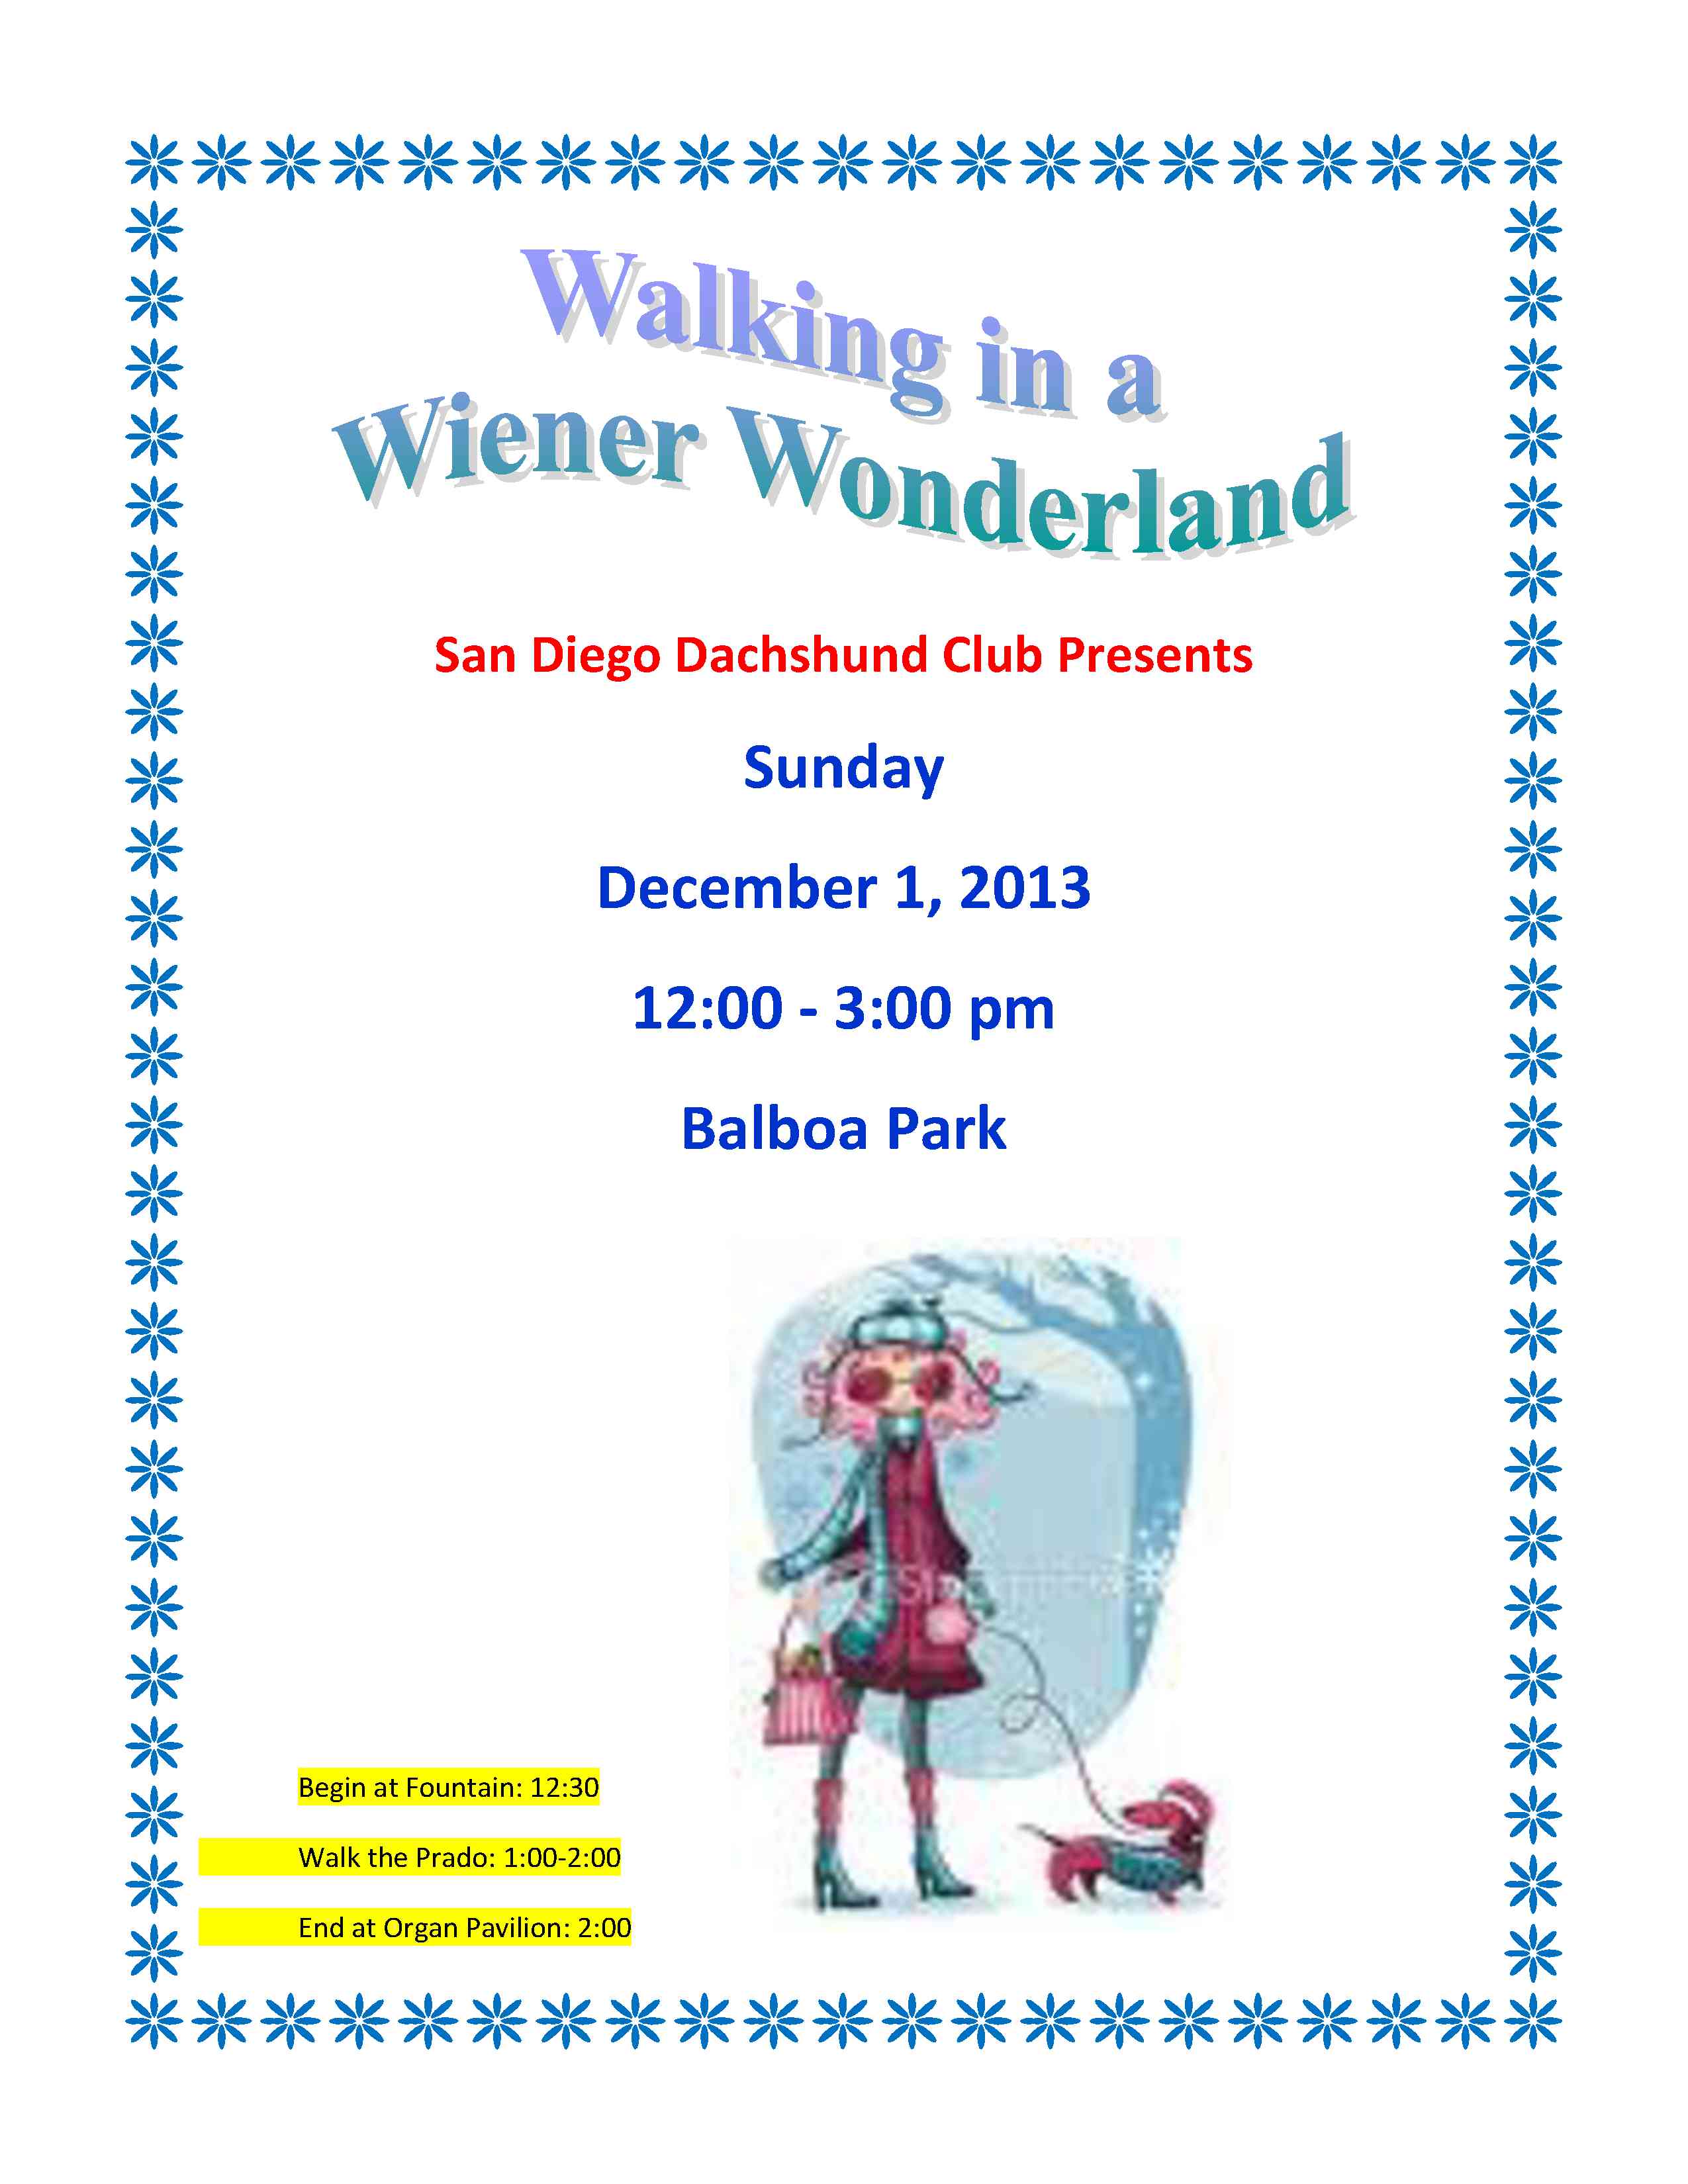 Walking in a
Wiener Wonderland
San Diego Dachshund Club Presents
Sunday
December 1, 2013
12:00 - 3:00 pm
Balboa Park
Begin at Fountain: 12:30
Walk the Prado: 1:00-2:00
End at Organ Pavilion: 2:00